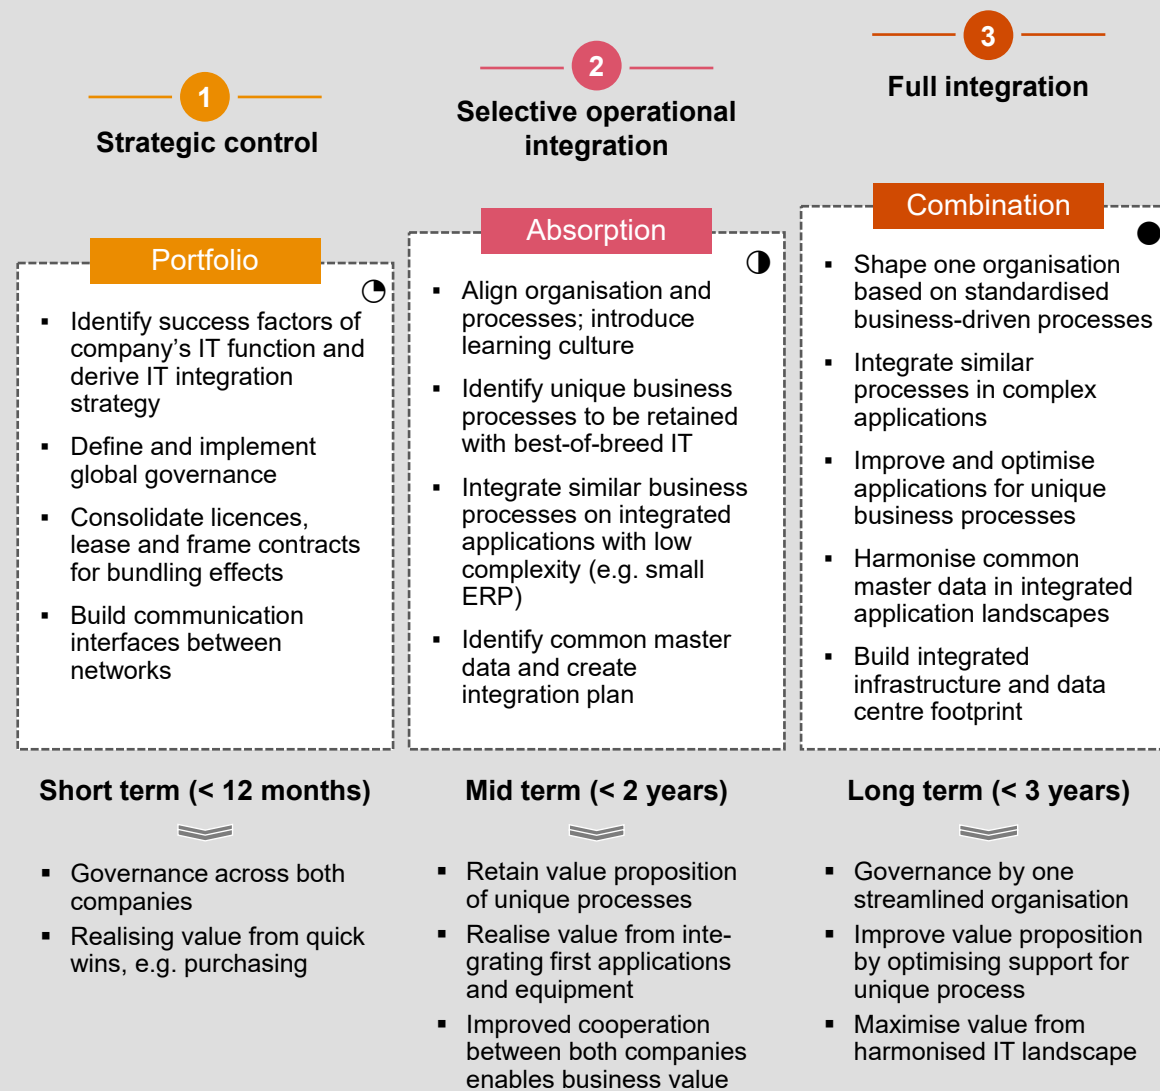 1
Strategic control
Portfolio
▪ Identify success factors of
company’s IT function and
derive IT integration
strategy
▪ Define and implement
global governance
▪ Consolidate licences,
lease and frame contracts
for bundling effects
▪ Build communication
interfaces between
networks
Short term (< 12 months)
▪ Governance across both
companies
▪ Realising value from quick
wins, e.g. purchasing
2
Selective operational
integration
Absorption
▪ Align organisation and
processes; introduce
learning culture
▪ Identify unique business
processes to be retained
with best-of-breed IT
▪ Integrate similar business
processes on integrated
applications with low
complexity (e.g. small
ERP)
▪ Identify common master
data and create
integration plan
Mid term (< 2 years)
▪ Retain value proposition
of unique processes
▪ Realise value from inte-
grating first applications
and equipment
▪ Improved cooperation
between both companies
enables business value
3
Full integration
Combination
▪ Shape one organisation
based on standardised
business-driven processes
▪ Integrate similar
processes in complex
applications
▪ Improve and optimise
applications for unique
business processes
▪ Harmonise common
master data in integrated
application landscapes
▪ Build integrated
infrastructure and data
centre footprint
Long term (< 3 years)
▪ Governance by one
streamlined organisation
▪ Improve value proposition
by optimising support for
unique process
▪ Maximise value from
harmonised IT landscape